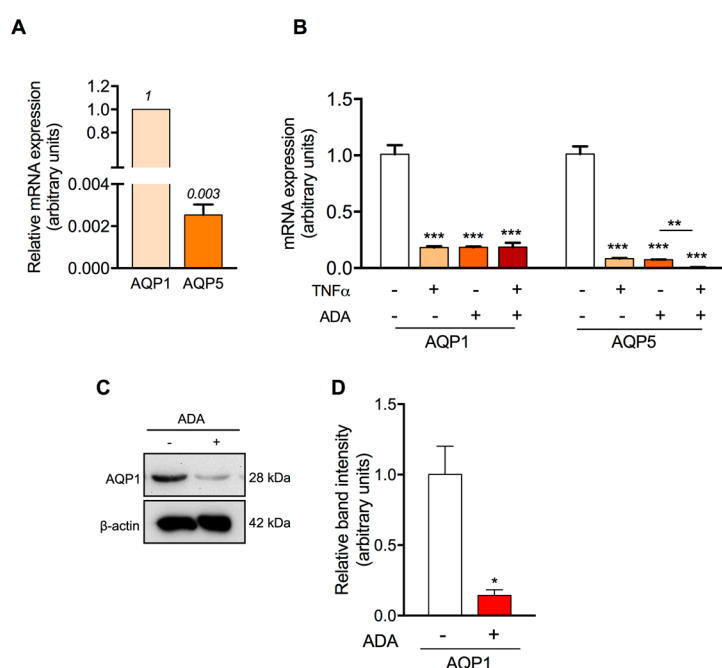 A
Relative mRNA expression
(arbitrary units)
1.2
1.0
0.8
0.004
0.002
0.000
1
0.003
AQP1 AQP5
B
mRNA expression
(arbitrary units)
1.5
1.0
0.5
0.0
*** *** ***
**
*** *** ***
TNFα - + - + - + - +
ADA - - + + - - + +
AQP1 AQP5
C
ADA
- +
AQP1 28 kDa
β-actin 42 kDa
D
Relative band intensity
(arbitrary units)
1.5
1.0
0.5
0.0
*
ADA - +
AQP1